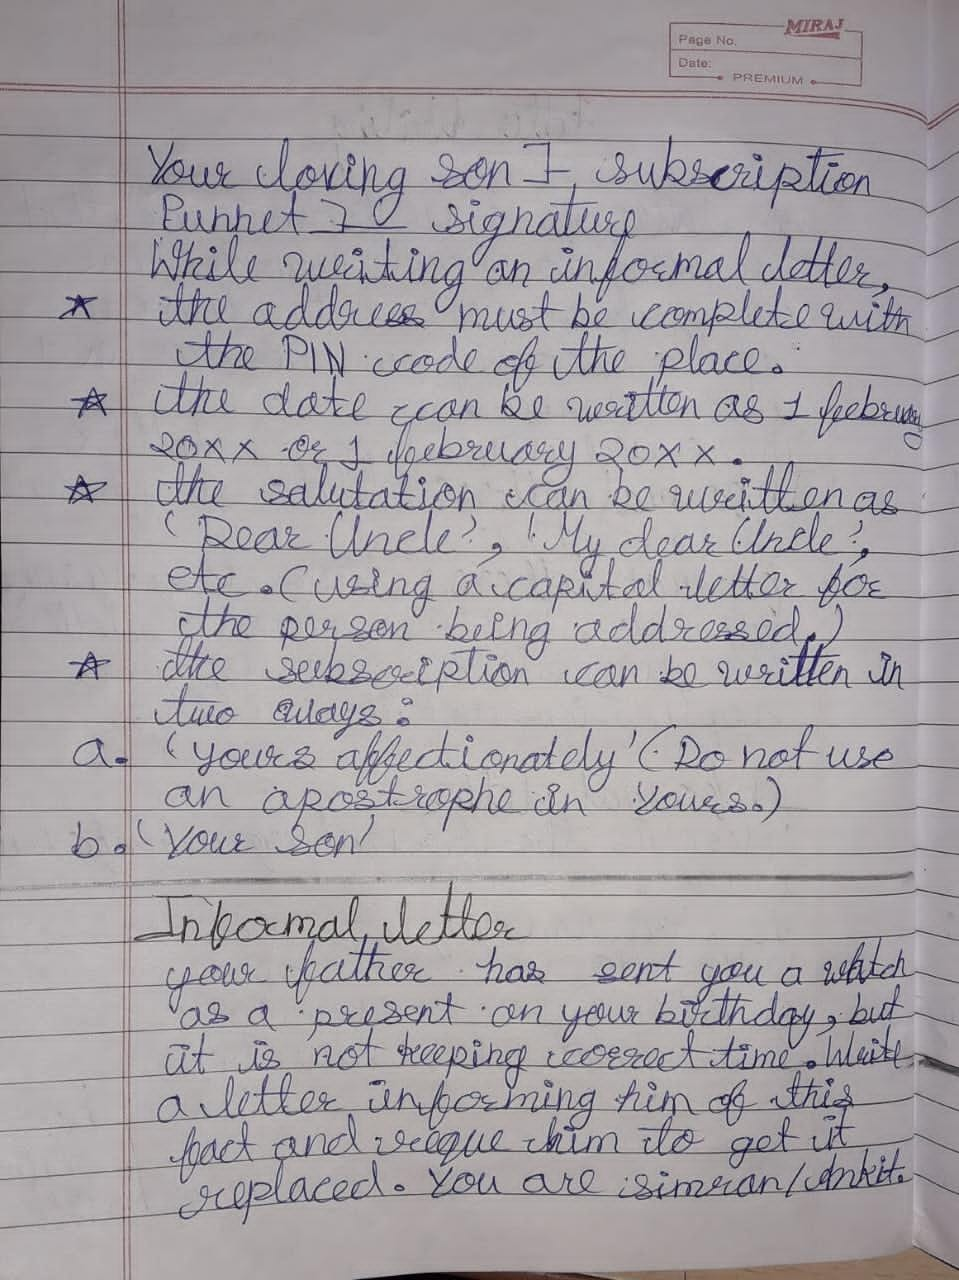 MIRAJ
Page No.
Date:
PREMIUM
Your loving son ], subscription
Punnet ] signature
While writing an informal letter,
★ the address must be complete with
the PIN code of the place.
★ the date can be written as 1 febru
20xx or 1 february 20xx.
★ the salutation can be written as
'Dear Uncle', 'My dear Uncle',
etc. (using a capital letter for
the person being addressed.)
★ the subscription can be written in
two ways:
a. 'yours affectionately' (Do not use
an apostrophe in yours.)
b. 'Your son'
Informal letter
your father has sent you a watch
as a present on your birthday, but
it is not keeping correct time. Write
a letter informing him of this
fact and reque him to get it
replaced. You are simran/Ankit.